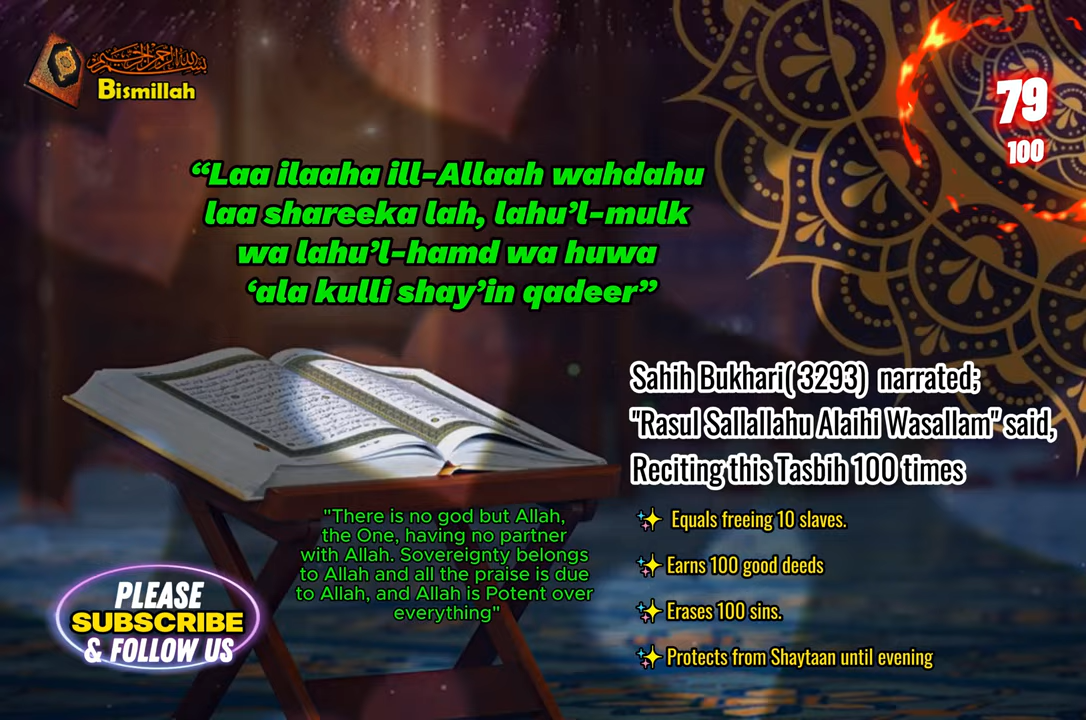 بسم الله الرحمن الرحيم
Bismillah
79
100
“Laa ilaaha ill-Allaah wahdahu
laa shareeka lah, lahu’l-mulk
wa lahu’l-hamd wa huwa
‘ala kulli shay’in qadeer”
Sahih Bukhari(3293) narrated;
"Rasul Sallallahu Alaihi Wasallam" said,
Reciting this Tasbih 100 times
Equals freeing 10 slaves.
Earns 100 good deeds
Erases 100 sins.
Protects from Shaytaan until evening
"There is no god but Allah,
the One, having no partner
with Allah. Sovereignty belongs
to Allah and all the praise is due
to Allah, and Allah is Potent over
everything"
PLEASE
SUBSCRIBE
& FOLLOW US